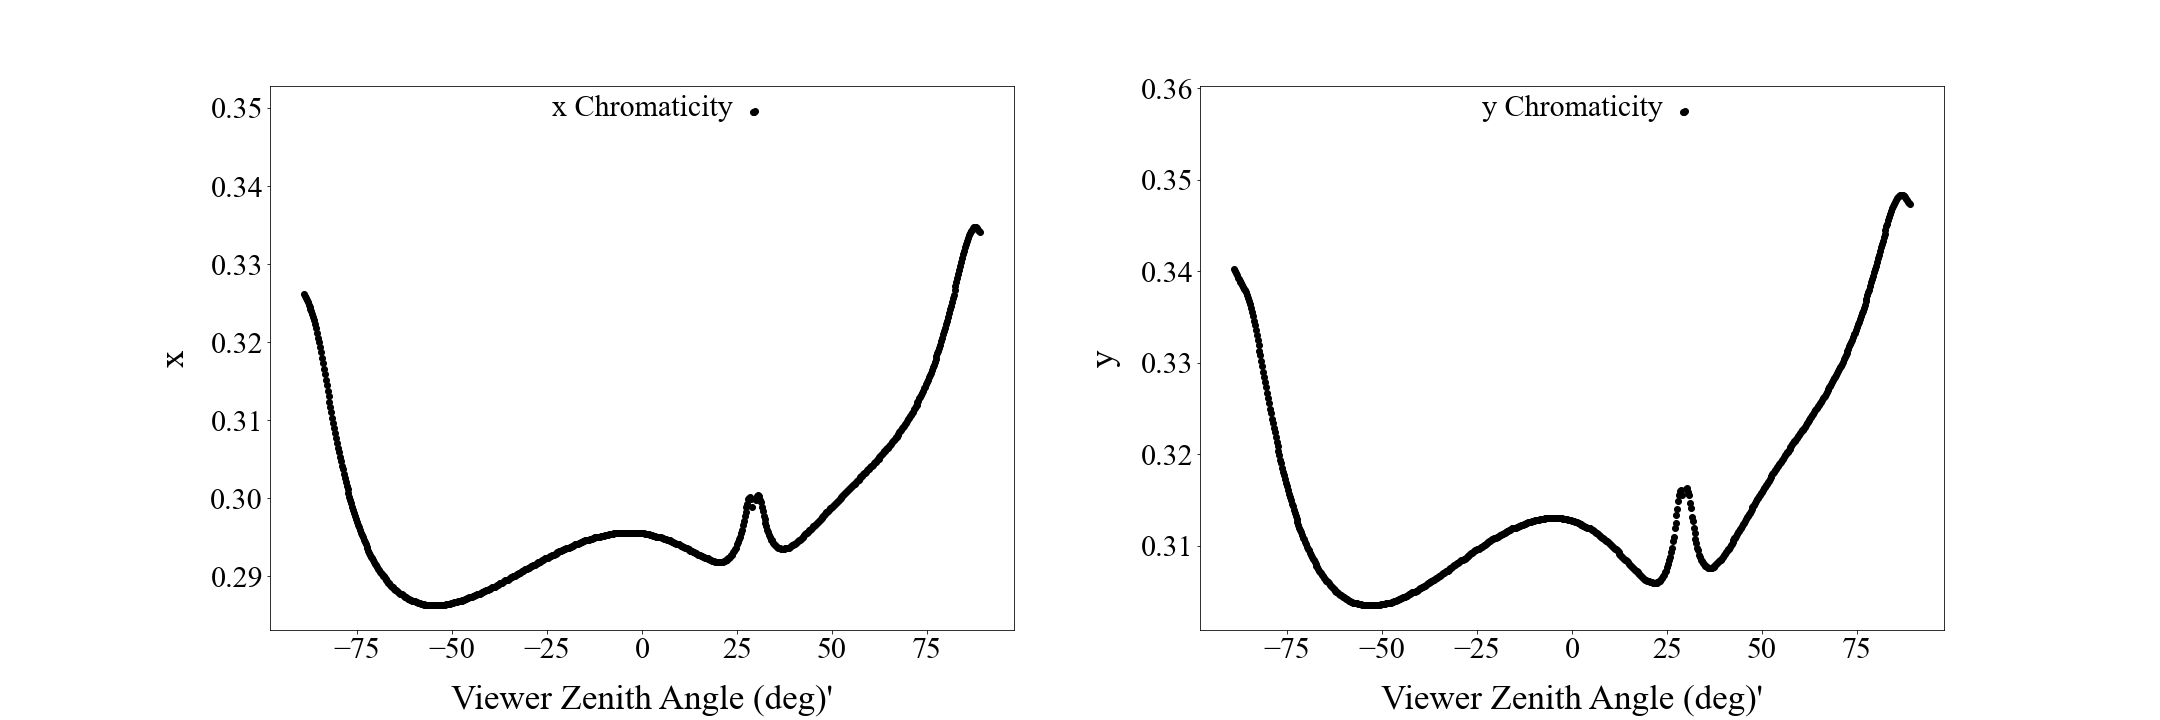 x Chromaticity
x
0.35
0.34
0.33
0.32
0.31
0.30
0.29
−75 −50 −25 0 25 50 75
Viewer Zenith Angle (deg)'
y Chromaticity
y
0.36
0.35
0.34
0.33
0.32
0.31
−75 −50 −25 0 25 50 75
Viewer Zenith Angle (deg)'